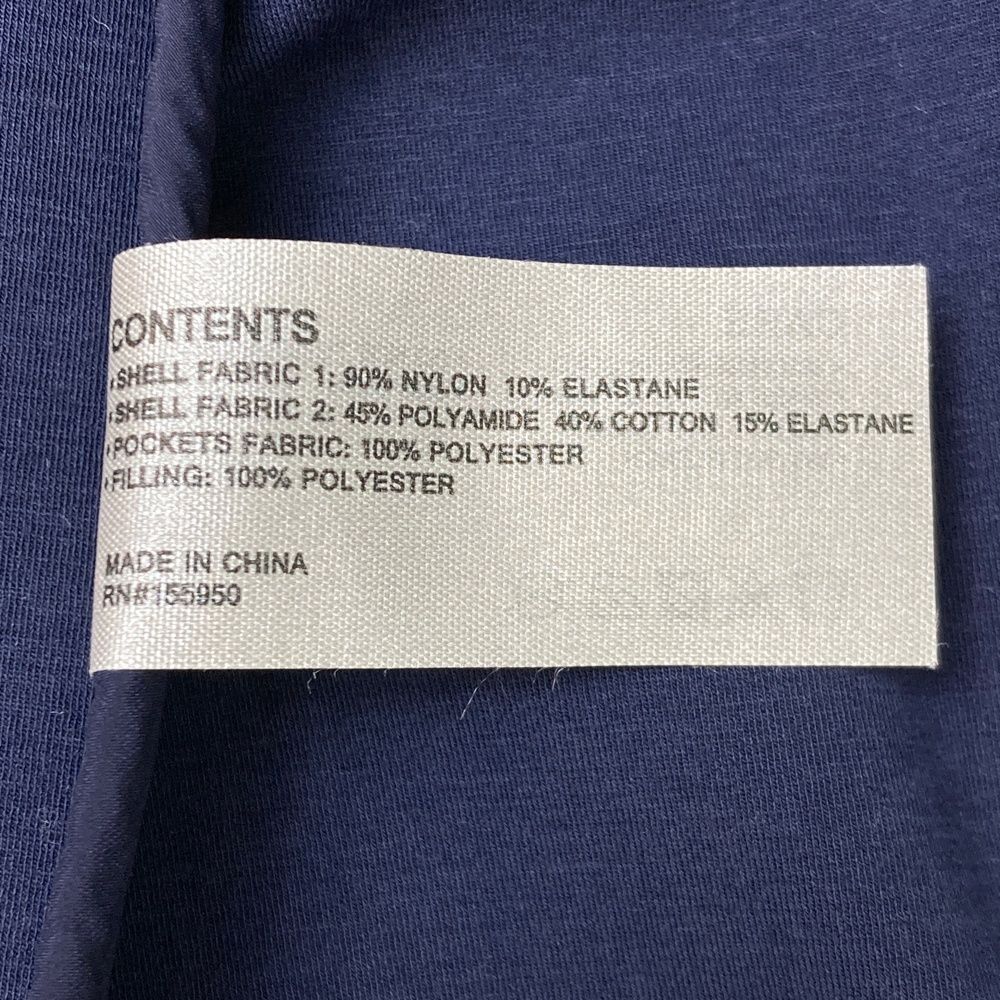 CONTENTS
•SHELL FABRIC 1: 90% NYLON 10% ELASTANE
•SHELL FABRIC 2: 45% POLYAMIDE 40% COTTON 15% ELASTANE
•POCKETS FABRIC: 100% POLYESTER
•FILLING: 100% POLYESTER
MADE IN CHINA
RN#155950